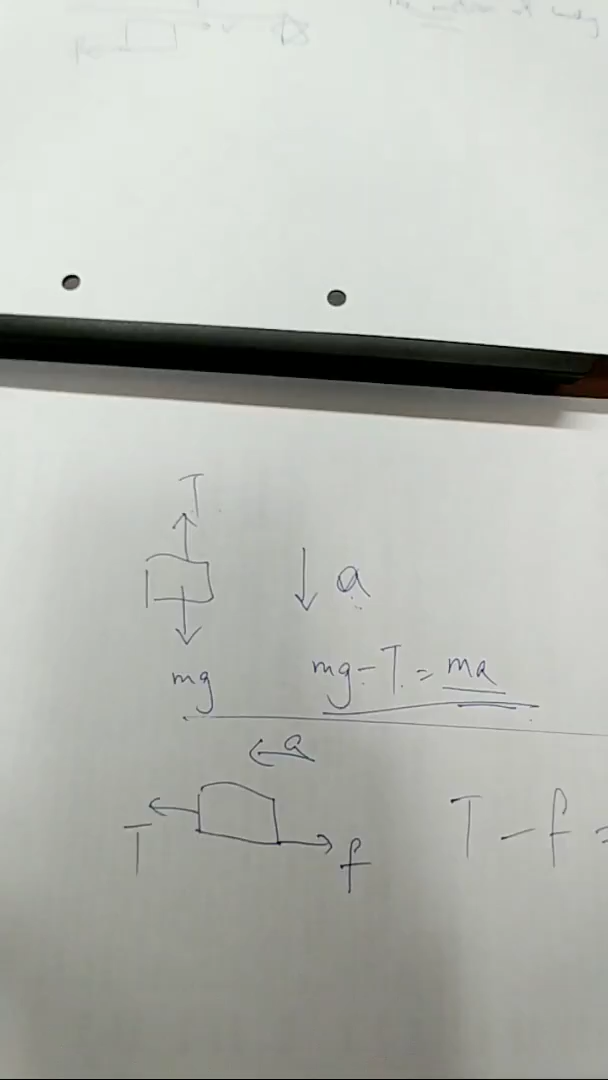 T
a
mg
mg - T = ma
a
T
f
T - f =